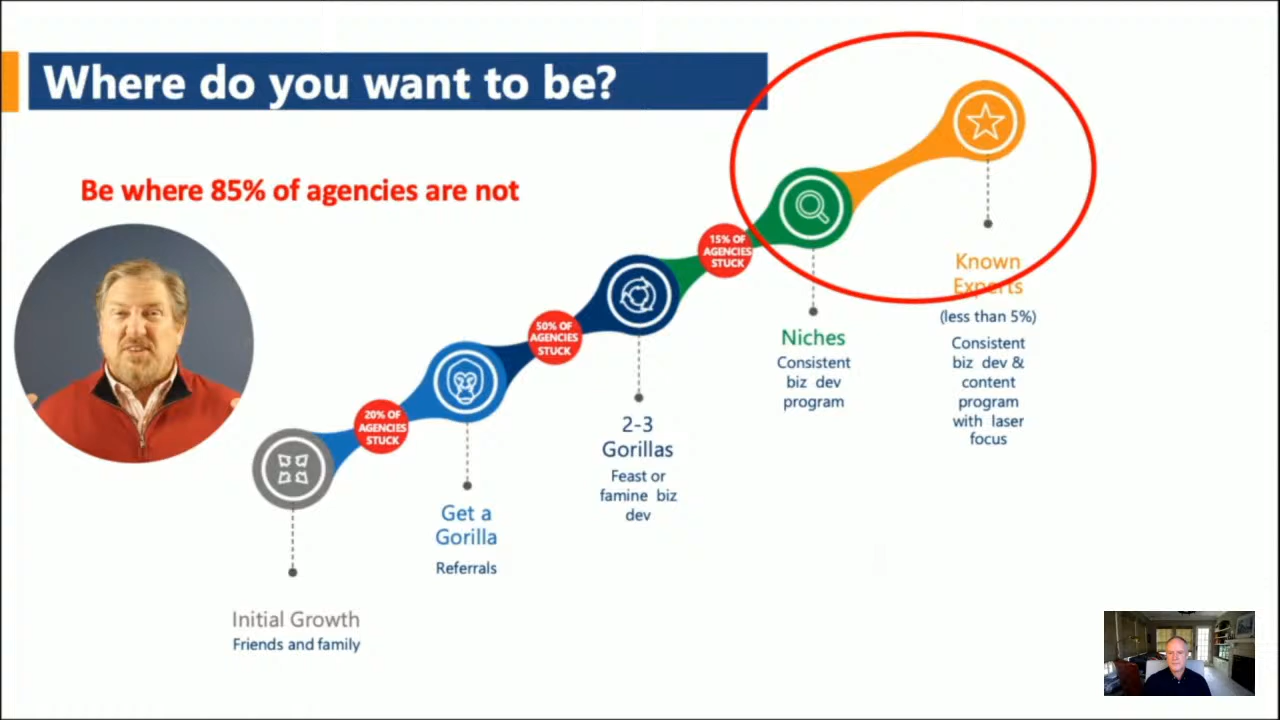 Where do you want to be?
Be where 85% of agencies are not
15% OF
AGENCIES
STUCK
Known
Experts
(less than 5%)
Consistent
biz dev &
content
program
with laser
focus
50% OF
AGENCIES
STUCK
Niches
Consistent
biz dev
program
20% OF
AGENCIES
STUCK
2-3
Gorillas
Feast or
famine biz
dev
Get a
Gorilla
Referrals
Initial Growth
Friends and family